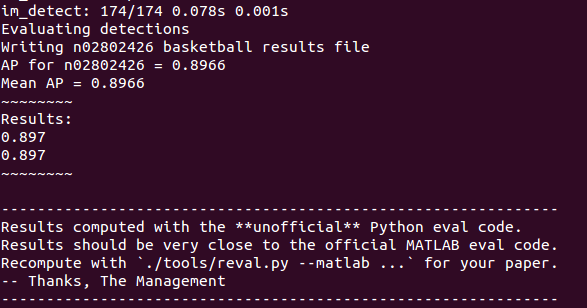 im_detect: 174/174 0.078s 0.001s
Evaluating detections
Writing n02802426 basketball results file
AP for n02802426 = 0.8966
Mean AP = 0.8966
~~~~~~~~
Results:
0.897
0.897
~~~~~~~~
--------------------------------------------------------------
Results computed with the **unofficial** Python eval code.
Results should be very close to the official MATLAB eval code.
Recompute with `./tools/reval.py --matlab ...` for your paper.
-- Thanks, The Management
--------------------------------------------------------------